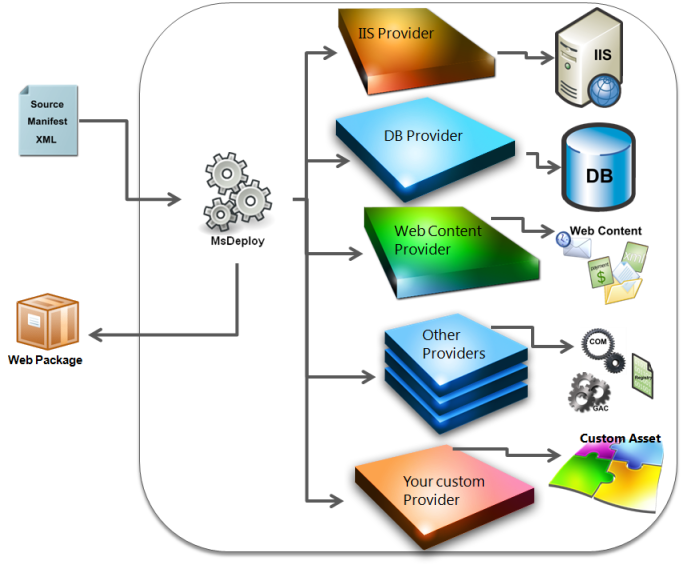 IIS Provider
IIS
Source
Manifest
XML
DB Provider
DB
MsDeploy
Web Content
Provider
Web Content
$
Web Package
Other
Providers
COM
Registry
GAC
Custom Asset
Your custom
Provider